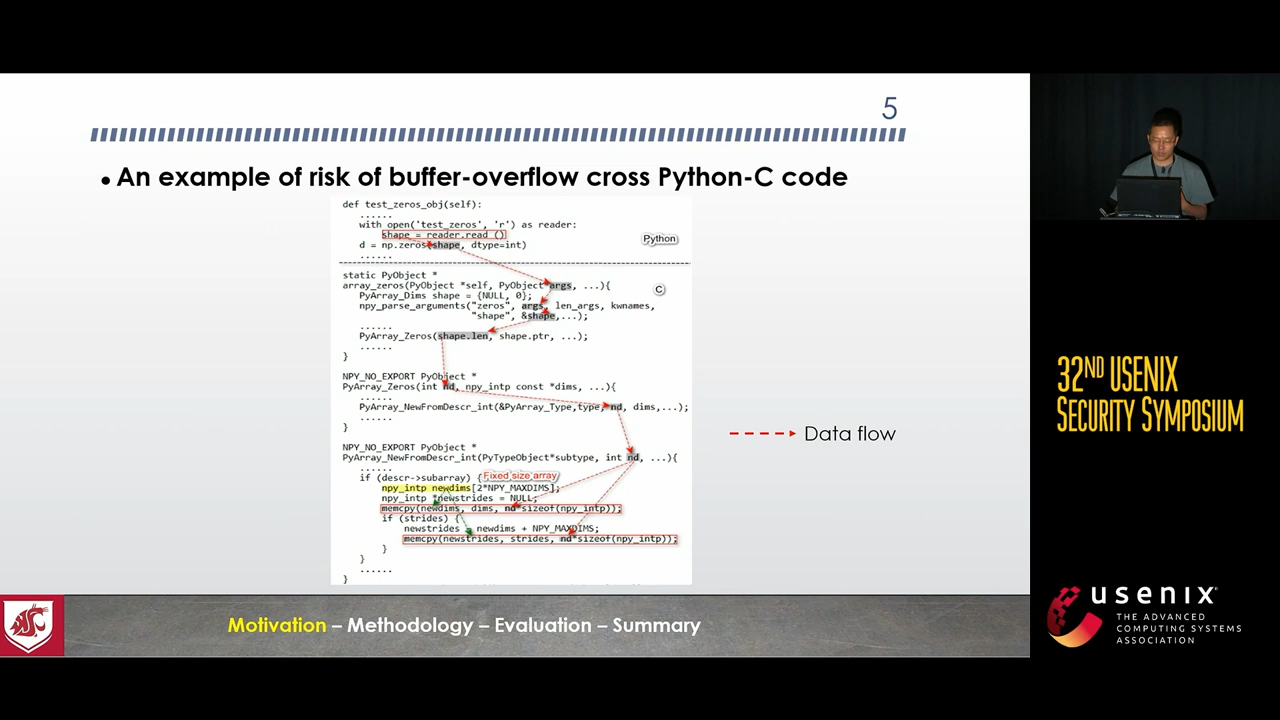 5
• An example of risk of buffer-overflow cross Python-C code
def test_zeros_obj(self):
......
with open('test_zeros', 'r') as reader:
shape = reader.read ()
d = np.zeros(shape, dtype=int)
......
Python
static PyObject *
array_zeros(PyObject *self, PyObject *args, ...){
PyArray_Dims shape = {NULL, 0};
npy_parse_arguments("zeros", args, len_args, kwnames,
"shape", &shape,...);
......
PyArray_Zeros(shape.len, shape.ptr, ...);
......
}
C
NPY_NO_EXPORT PyObject *
PyArray_Zeros(int nd, npy_intp const *dims, ...){
......
PyArray_NewFromDescr_int(&PyArray_Type,type, nd, dims,...);
......
}
NPY_NO_EXPORT PyObject *
PyArray_NewFromDescr_int(PyTypeObject*subtype, int nd, ...){
......
if (descr->subarray) { Fixed size array
npy_intp newdims[2*NPY_MAXDIMS];
npy_intp *newstrides = NULL;
memcpy(newdims, dims, nd*sizeof(npy_intp));
if (strides) {
newstrides = newdims + NPY_MAXDIMS;
memcpy(newstrides, strides, nd*sizeof(npy_intp));
}
}
......
}
Data flow
Motivation – Methodology – Evaluation – Summary
32ND USENIX
SECURITY SYMPOSIUM
usenix
THE ADVANCED
COMPUTING SYSTEMS
ASSOCIATION